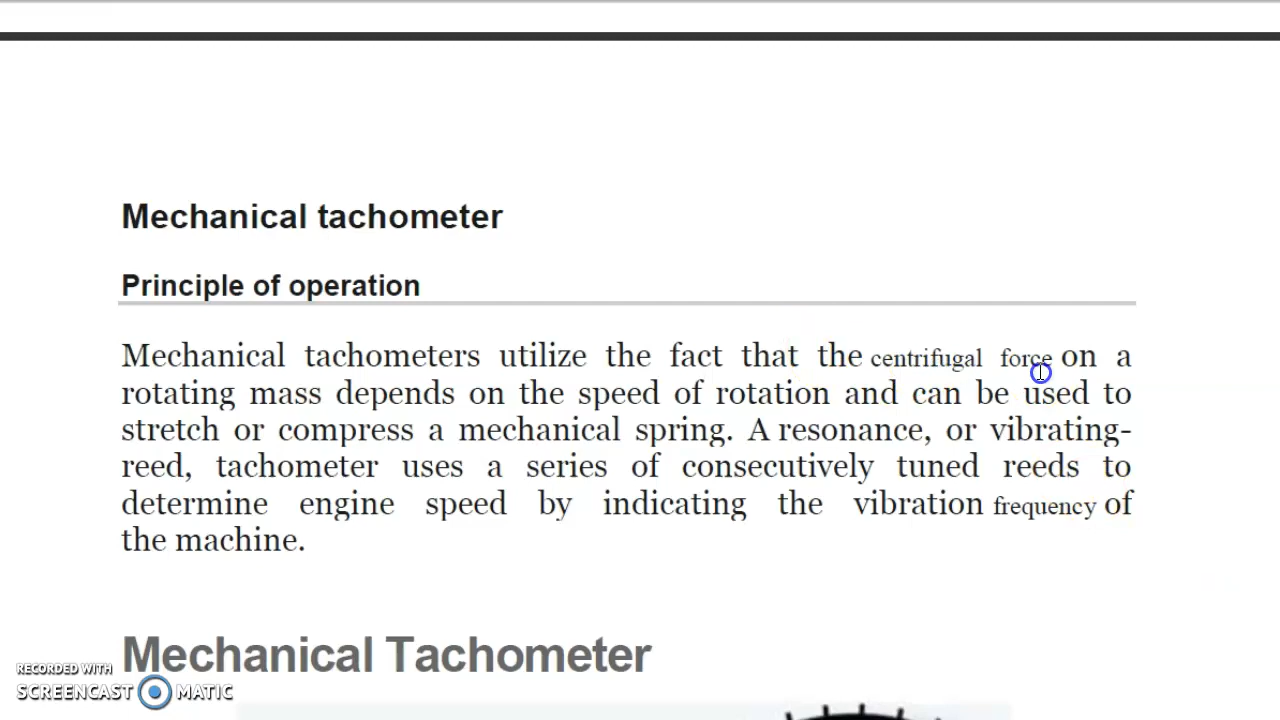 Mechanical tachometer
Principle of operation
Mechanical tachometers utilize the fact that the centrifugal force on a
rotating mass depends on the speed of rotation and can be used to
stretch or compress a mechanical spring. A resonance, or vibrating-
reed, tachometer uses a series of consecutively tuned reeds to
determine engine speed by indicating the vibration frequency of
the machine.
Mechanical Tachometer
RECORDED WITH
SCREENCAST MATIC